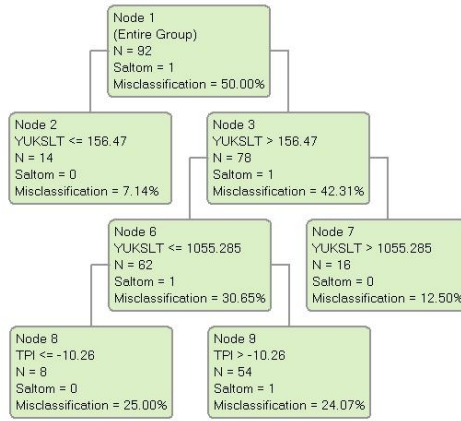 Node 1
(Entire Group)
N = 92
Saltom = 1
Misclassification = 50.00%
Node 2
YUKSLT <= 156.47
N = 14
Saltom = 0
Misclassification = 7.14%
Node 3
YUKSLT > 156.47
N = 78
Saltom = 1
Misclassification = 42.31%
Node 6
YUKSLT <= 1055.285
N = 62
Saltom = 1
Misclassification = 30.65%
Node 7
YUKSLT > 1055.285
N = 16
Saltom = 0
Misclassification = 12.50%
Node 8
TPI <= -10.26
N = 8
Saltom = 0
Misclassification = 25.00%
Node 9
TPI > -10.26
N = 54
Saltom = 1
Misclassification = 24.07%